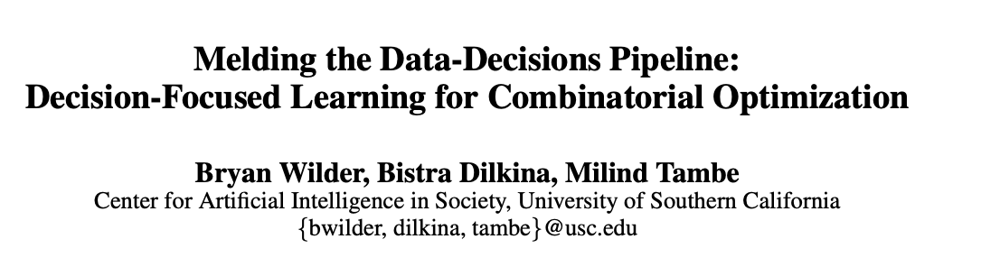 Melding the Data-Decisions Pipeline:
Decision-Focused Learning for Combinatorial Optimization
Bryan Wilder, Bistra Dilkina, Milind Tambe
Center for Artificial Intelligence in Society, University of Southern California
{bwilder, dilkina, tambe}@usc.edu